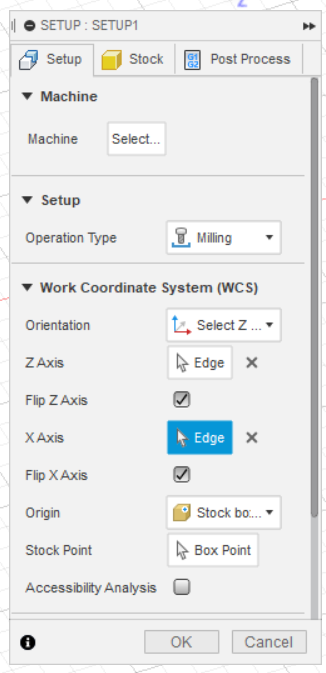 Z
SETUP : SETUP1
Setup Stock G1 G2 Post Process
Machine
Machine Select...
Setup
Operation Type Milling
Work Coordinate System (WCS)
Orientation Select Z ...
Z Axis Edge
Flip Z Axis
X Axis Edge
Flip X Axis
Origin Stock bo...
Stock Point Box Point
Accessibility Analysis
OK Cancel